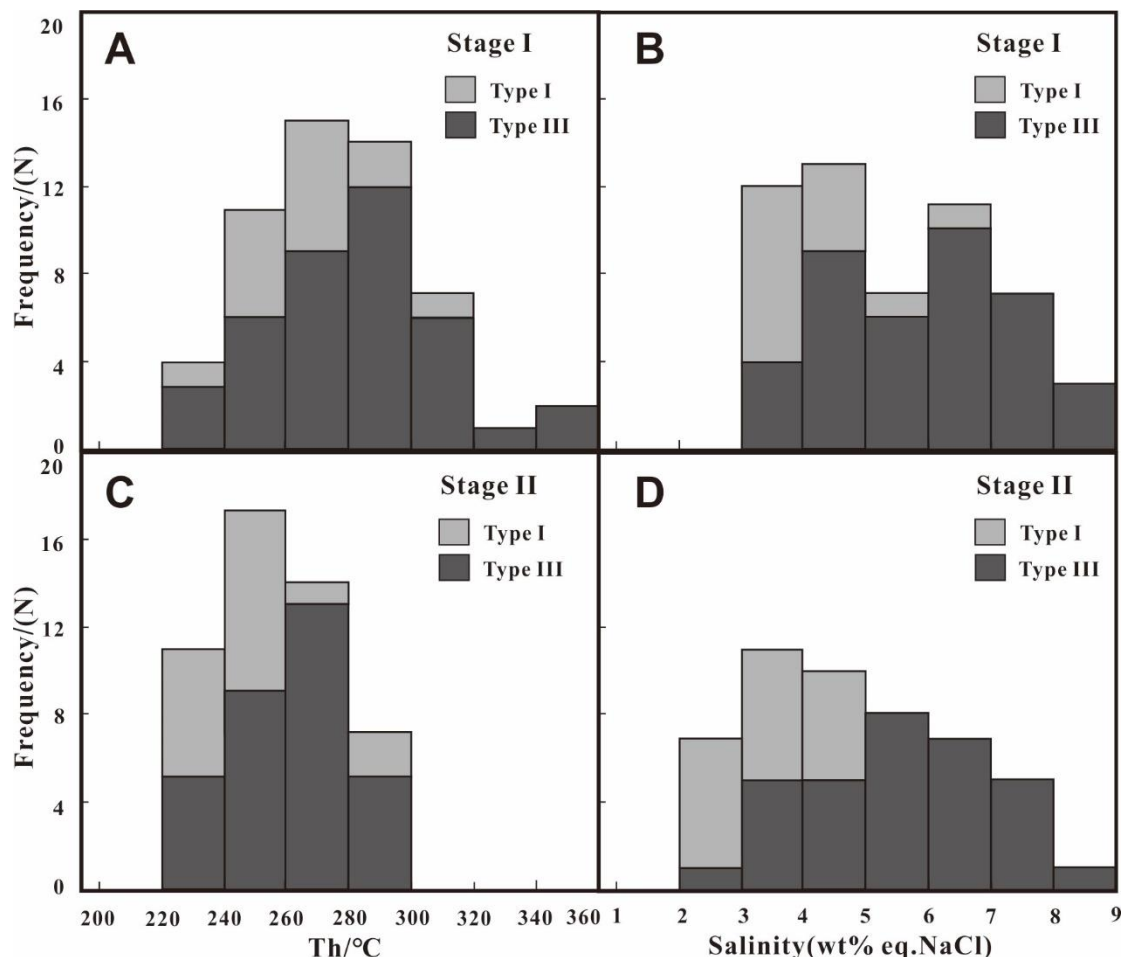 20
16
12
8
4
0
Frequency/(N)
A
Stage I
Type I
Type III
B
Stage I
Type I
Type III
20
16
12
8
4
0
Frequency/(N)
C
Stage II
Type I
Type III
D
Stage II
Type I
Type III
200 220 240 260 280 300 320 340 360
Th/°C
1 2 3 4 5 6 7 8 9
Salinity(wt% eq.NaCl)